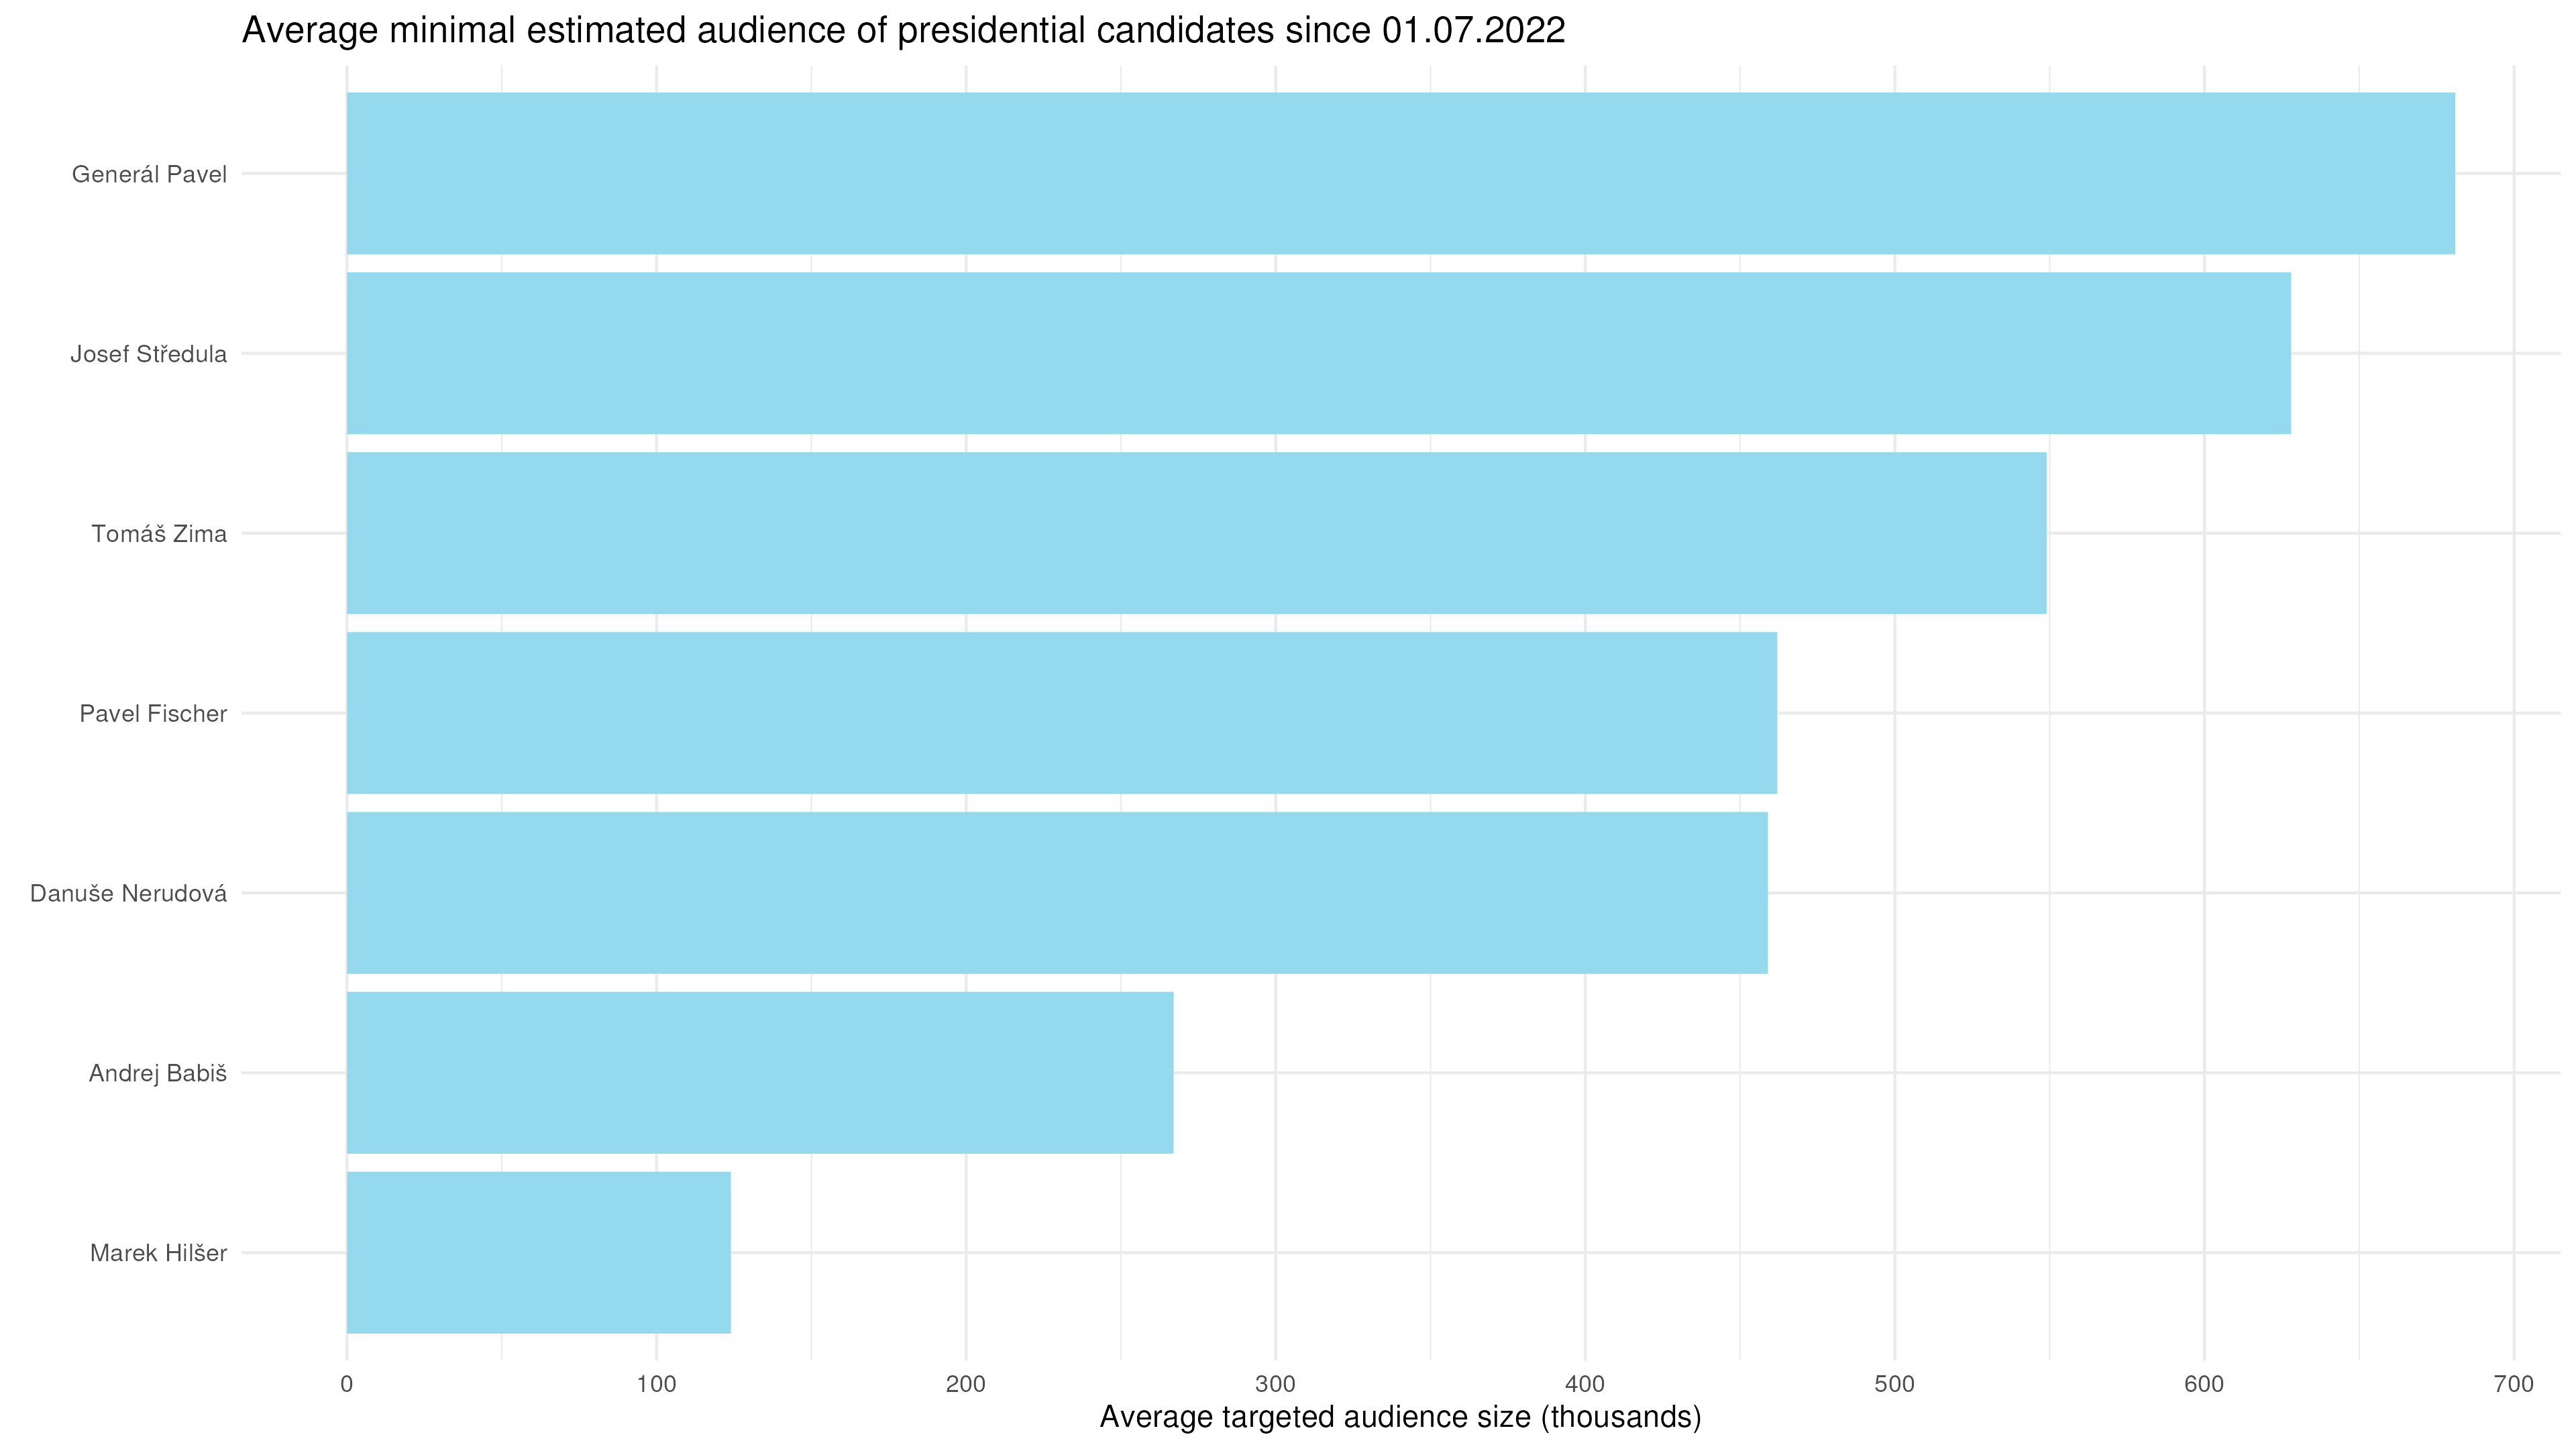 Average minimal estimated audience of presidential candidates since 01.07.2022
Generál Pavel
Josef Středula
Tomáš Zima
Pavel Fischer
Danuše Nerudová
Andrej Babiš
Marek Hilšer
0 100 200 300 400 500 600 700
Average targeted audience size (thousands)